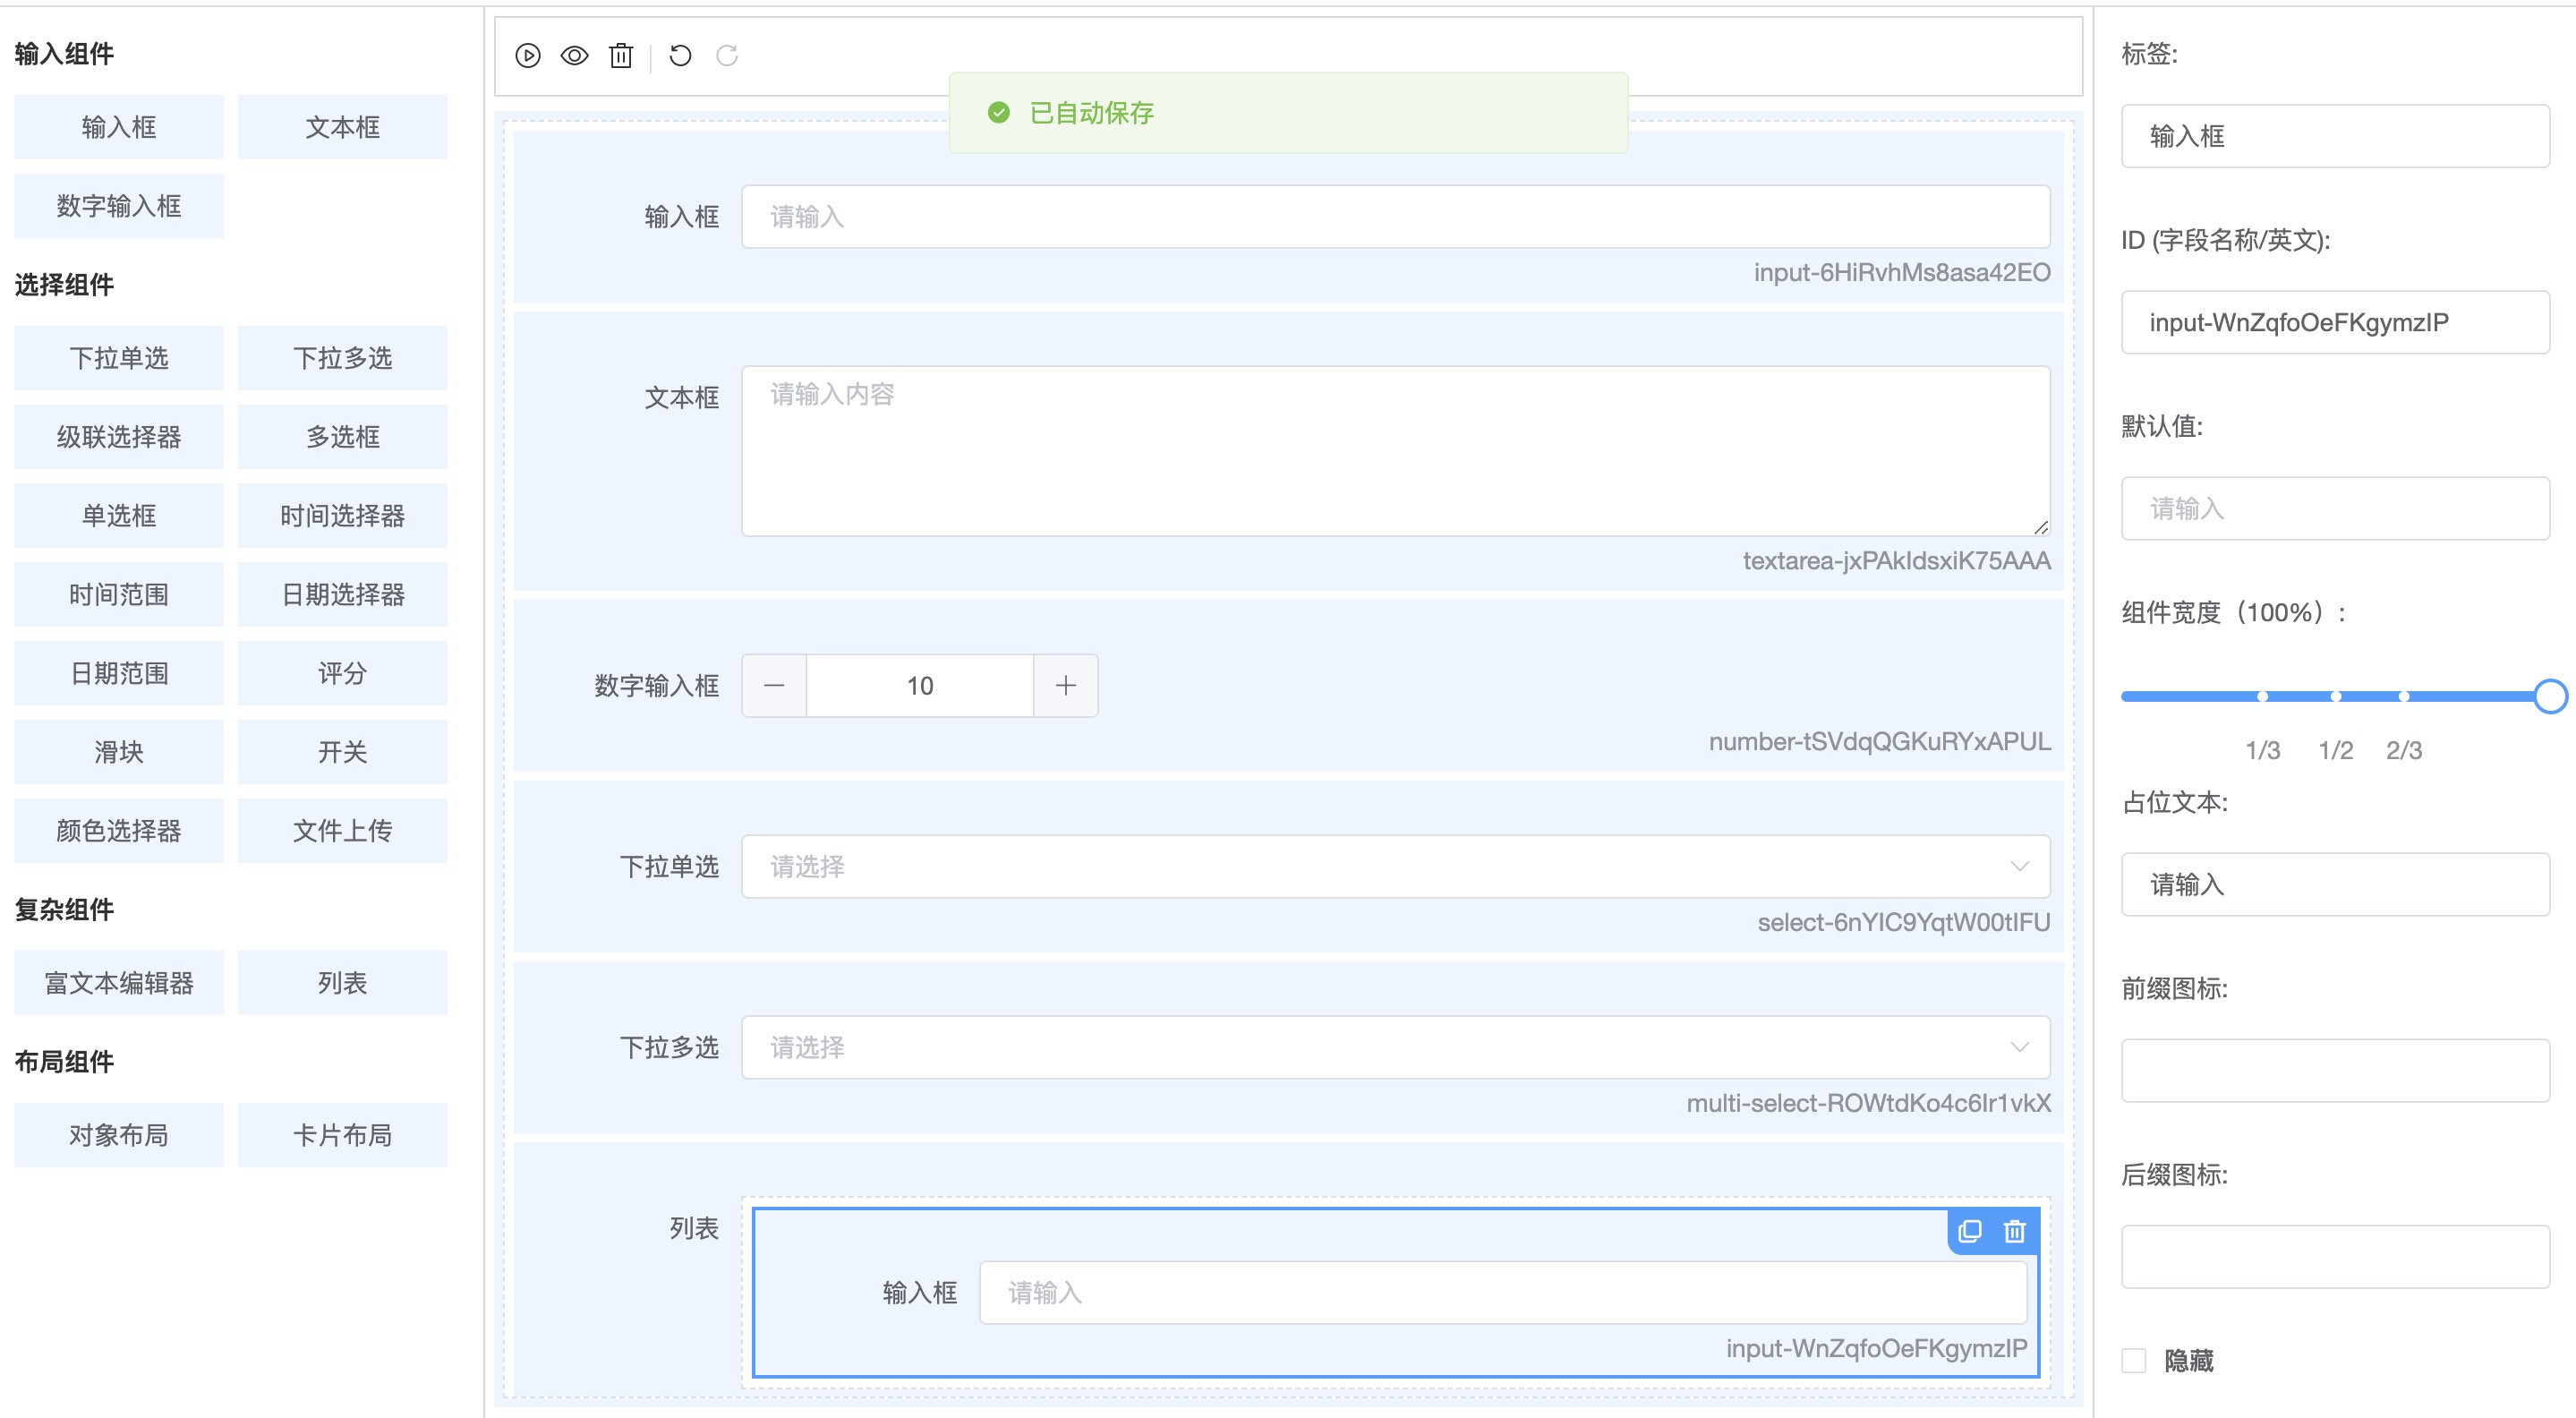 输入组件
输入框
文本框
数字输入框
选择组件
下拉单选
下拉多选
级联选择器
多选框
单选框
时间选择器
时间范围
日期选择器
日期范围
评分
滑块
开关
颜色选择器
文件上传
复杂组件
富文本编辑器
列表
布局组件
对象布局
卡片布局
已自动保存
输入框
请输入
input-6HiRvhMs8asa42EO
文本框
请输入内容
textarea-jxPAkIdsxiK75AAA
数字输入框
10
number-tSVdqQGKuRYxAPUL
下拉单选
请选择
select-6nYIC9YqtW00tIFU
下拉多选
请选择
multi-select-ROWtdKo4c6Ir1vkX
列表
输入框
请输入
input-WnZqfoOeFKgymzIP
标签:
输入框
ID (字段名称/英文):
input-WnZqfoOeFKgymzIP
默认值:
请输入
组件宽度（100%）:
1/3 1/2 2/3
占位文本:
请输入
前缀图标:
后缀图标:
隐藏